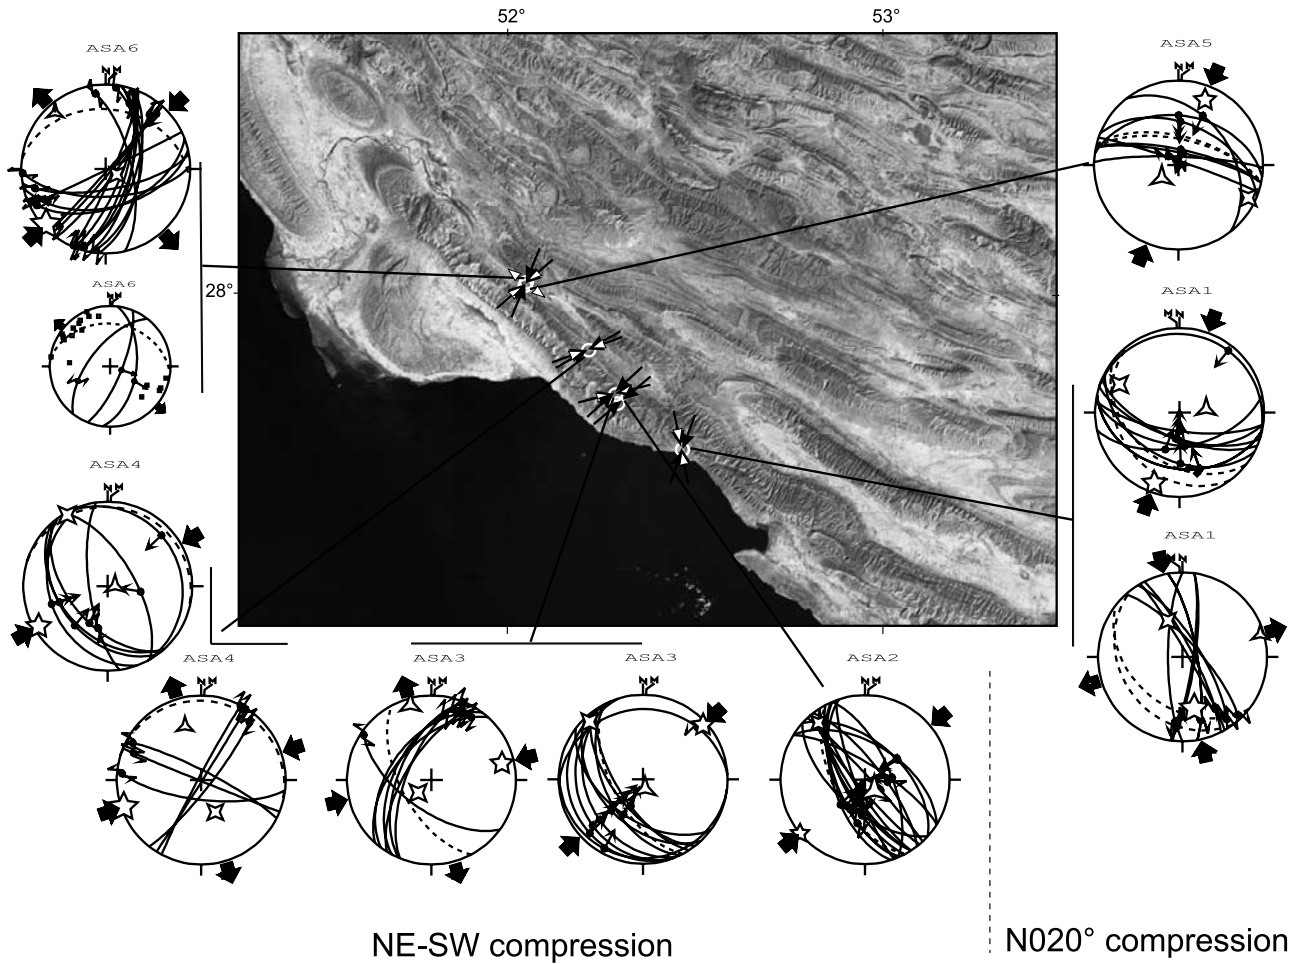 52°
53°
ASA6
N M
ASA5
N M
28°
ASA6
N M
ASA1
M N
ASA4
N M
ASA1
M N
ASA4
N M
ASA3
N M
ASA3
N M
ASA2
N M
NE-SW compression
N020° compression